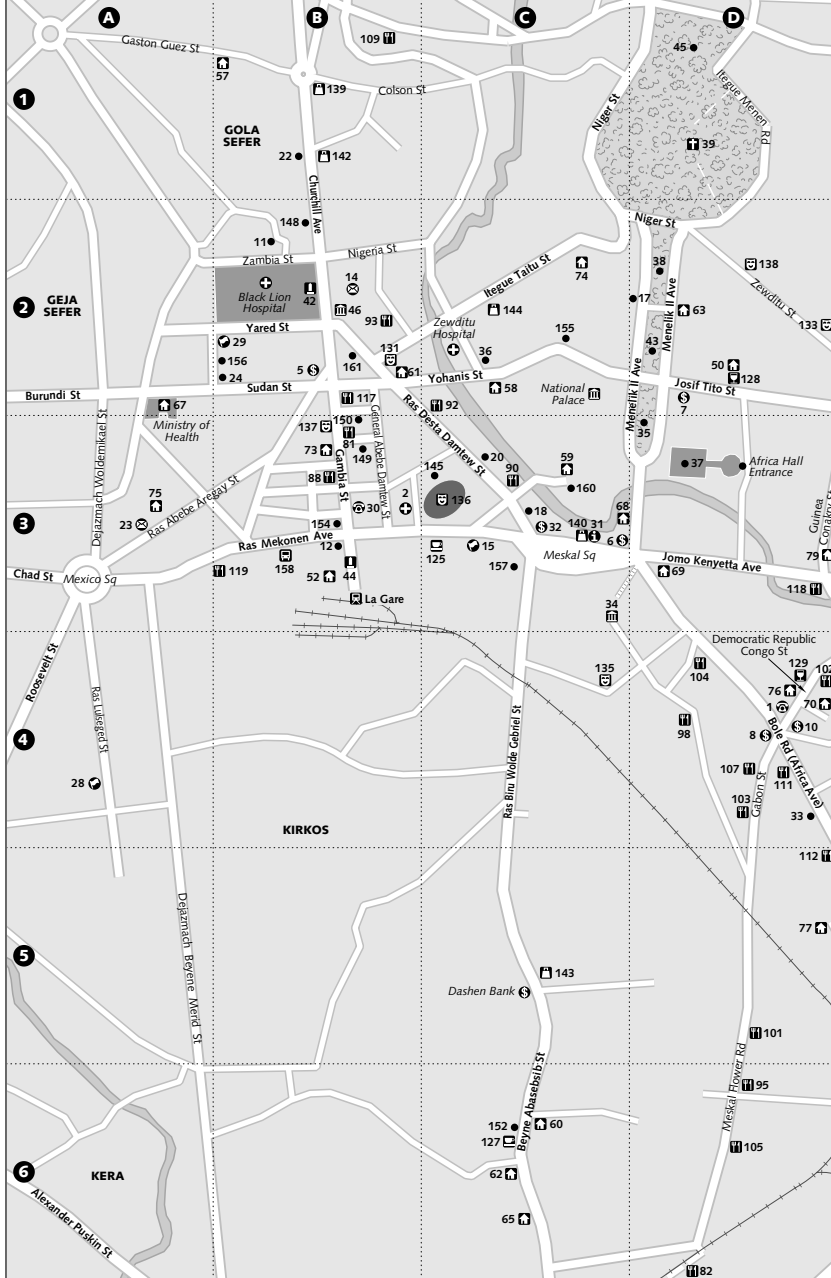 A
B
C
D
1
2
3
4
5
6
Gaston Guez St
57
109
139
Colson St
45
Itegue Menen Rd
Niger St
39
GOLA
SEFER
22
142
Churchill Ave
148
11
Zambia St
Nigeria St
Niger St
38
138
Zewditu St
74
Itegue Taitu St
GEJA
SEFER
Black Lion
Hospital
42
14
46
93
144
17
Menelik II Ave
63
133
Yared St
29
131
Zewditu
Hospital
155
43
156
161
36
50
24
5
61
128
Burundi St
Sudan St
Yohanis St
58
National
Palace
Menelik II Ave
Josif Tito St
7
67
Ministry of
Health
117
92
Ras Desta Damtew St
Dejazmach Woldemikael St
137
150
81
General Abebe Damtew St
35
73
149
Gambia St
20
59
37
Africa Hall
Entrance
88
145
90
75
Ras Abebe Aregay St
2
136
160
23
30
18
68
Guinea
Conakry St
154
32
140
31
6
Ras Mekonen Ave
12
125
15
Meskal Sq
79
Chad St
Mexico Sq
119
158
44
157
Jomo Kenyetta Ave
52
69
118
La Gare
34
Democratic Republic
Congo St
Roosevelt St
135
104
129
102
76
Ras Lulseged St
1
70
98
10
8
Bole Rd (Africa Ave)
Ras Biru Wolde Gebriel St
107
111
28
Gabon St
103
33
KIRKOS
112
Dejazmach Beyene Merid St
77
143
Dashen Bank
101
Beyne Abasebsib St
Meskal Flower Rd
95
152
60
127
105
KERA
62
Alexander Puskin St
65
82